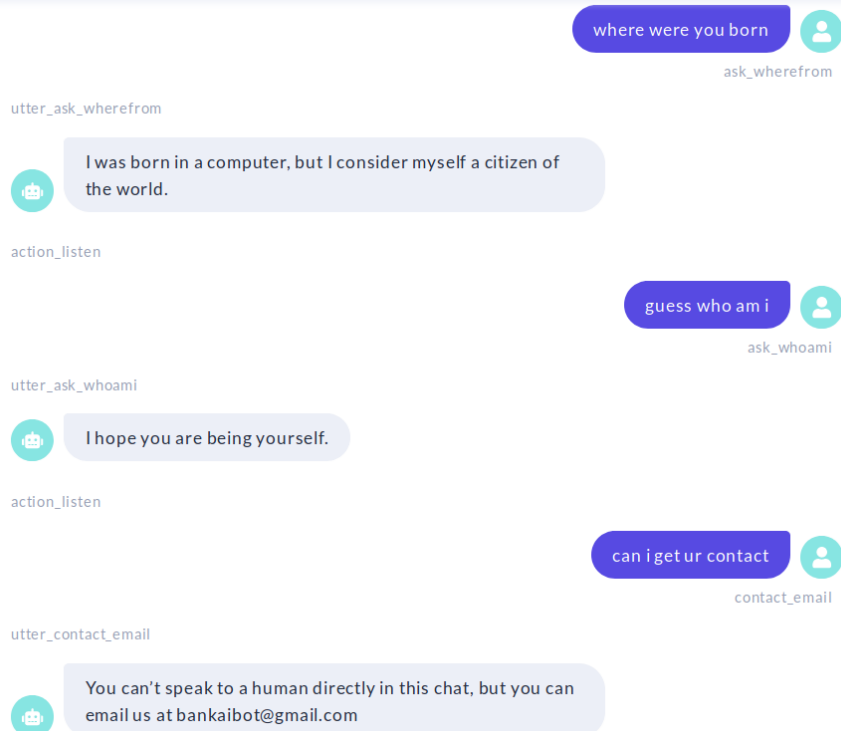 where were you born
ask_wherefrom
utter_ask_wherefrom
I was born in a computer, but I consider myself a citizen of
the world.
action_listen
guess who am i
ask_whoami
utter_ask_whoami
I hope you are being yourself.
action_listen
can i get ur contact
contact_email
utter_contact_email
You can’t speak to a human directly in this chat, but you can
email us at bankaibot@gmail.com